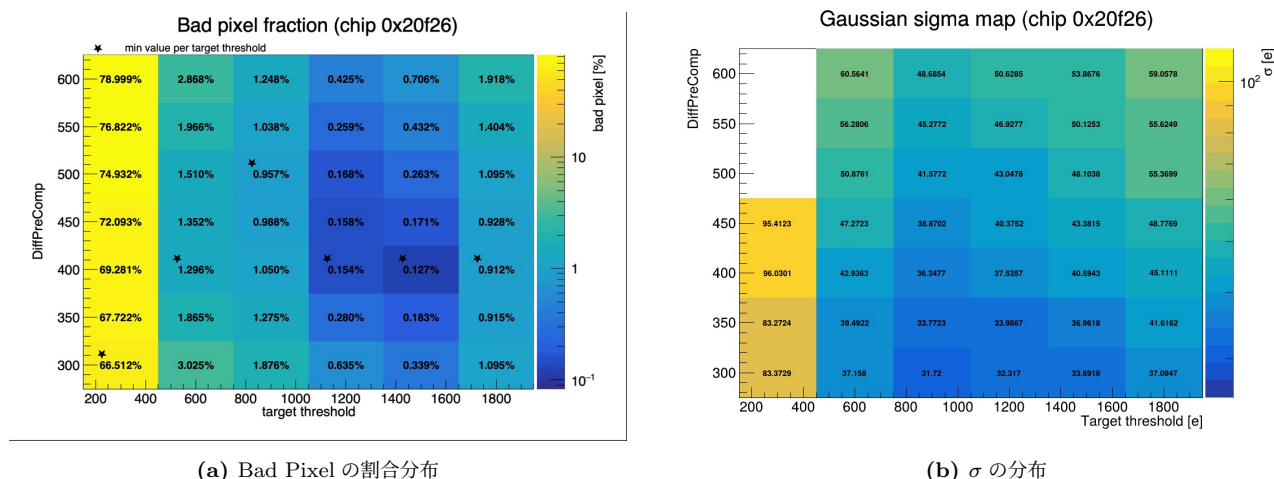 Bad pixel fraction (chip 0x20f26)
★ min value per target threshold
DiffPreComp
600 78.999% 2.868% 1.248% 0.425% 0.706% 1.918%
550 76.822% 1.966% 1.038% 0.259% 0.432% 1.404%
500 74.932% 1.510% 0.957% 0.168% 0.263% 1.095%
450 72.093% 1.352% 0.988% 0.158% 0.171% 0.928%
400 69.281% 1.296% 1.050% 0.154% 0.127% 0.912%
350 67.722% 1.865% 1.275% 0.280% 0.183% 0.915%
300 66.512% 3.025% 1.876% 0.635% 0.339% 1.095%
200 400 600 800 1000 1200 1400 1600 1800
target threshold
bad pixel [%]
10
1
10⁻¹
(a) Bad Pixel の割合分布
Gaussian sigma map (chip 0x20f26)
DiffPreComp
600 60.5641 48.6854 50.6285 53.8676 59.0578
550 56.2806 45.2772 46.9277 50.1253 55.6249
500 50.8761 41.5772 43.0478 48.1038 55.3699
450 95.4123 47.2723 38.8702 40.3752 43.3815 48.7769
400 96.0301 42.9363 36.3477 37.5357 40.5943 45.1111
350 83.2724 39.4922 33.7723 33.9867 36.9618 41.6162
300 83.3729 37.158 31.72 32.317 33.6918 37.0947
200 400 600 800 1000 1200 1400 1600 1800
Target threshold [e]
σ [e]
10²
(b) σ の分布